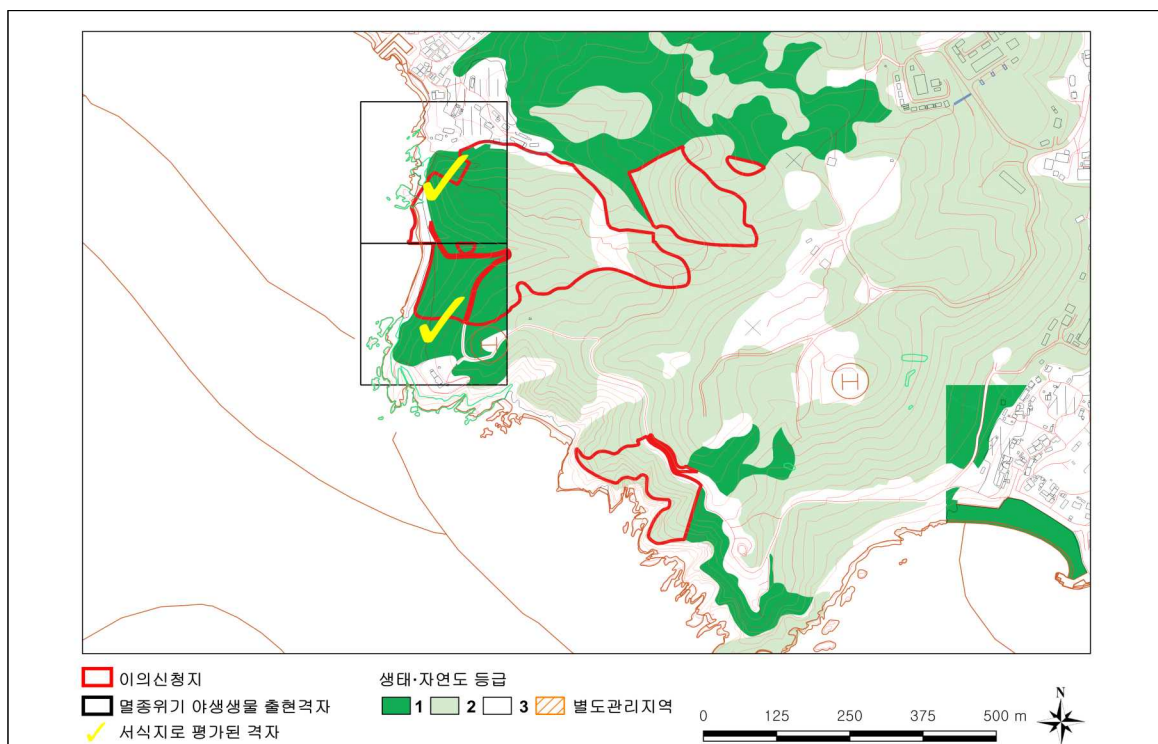 이의신청지
멸종위기 야생생물 출현격자
서식지로 평가된 격자
생태·자연도 등급
1 2 3 별도관리지역
0 125 250 375 500 m
N